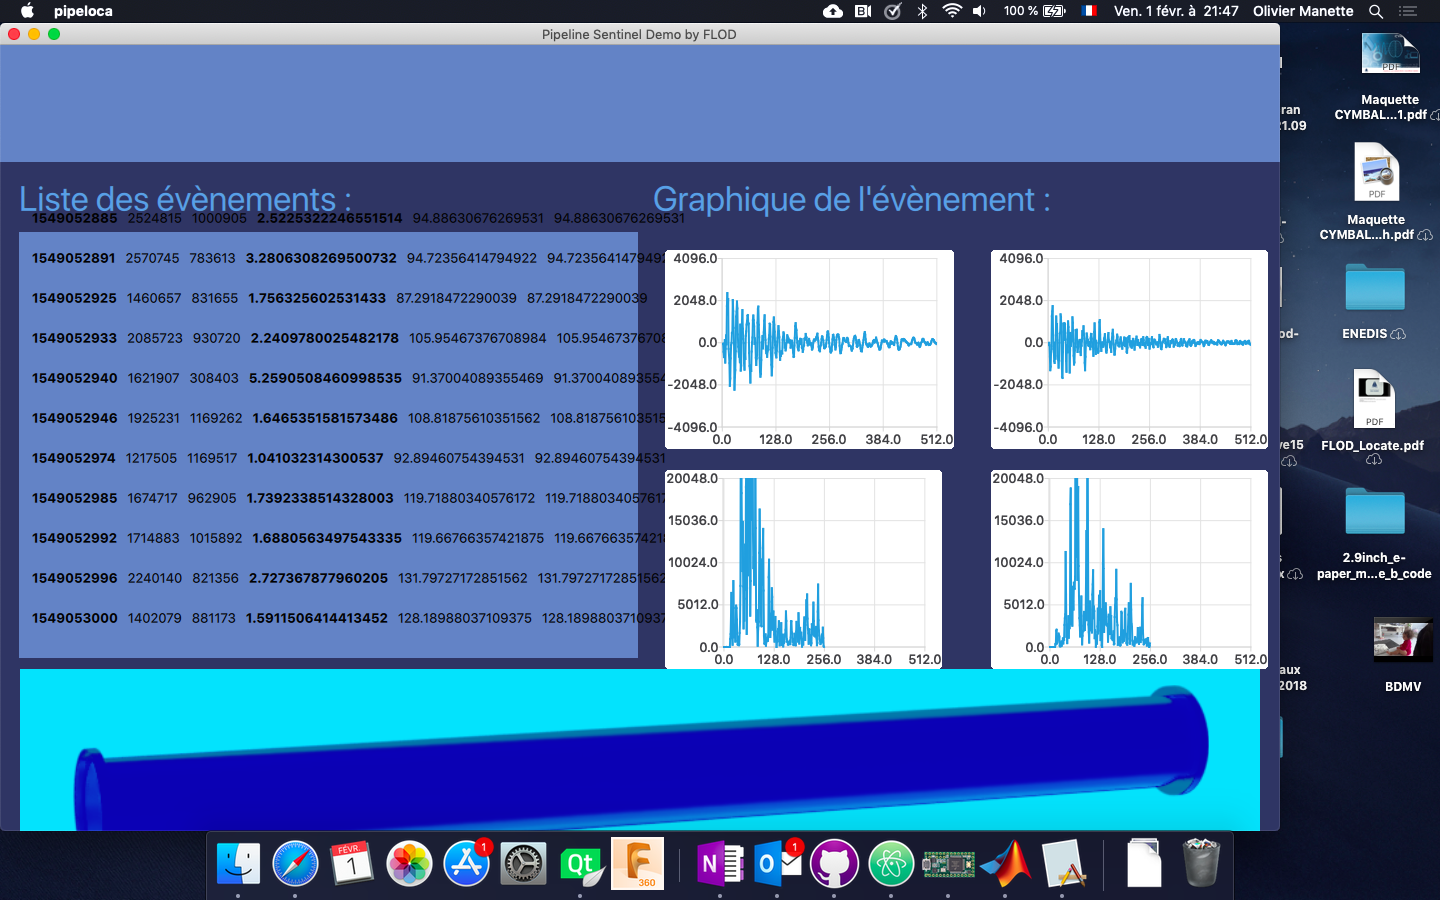 pipeloca
100 %
Ven. 1 févr. à 21:47
Olivier Manette
Pipeline Sentinel Demo by FLOD
Liste des évènements :
1549052885 2524815 1000905 2.5225322246551514 94.88630676269531 94.88630676269531
1549052891 2570745 783613 3.2806308269500732 94.72356414794922 94.7235641479492
1549052925 1460657 831655 1.756325602531433 87.2918472290039 87.2918472290039
1549052933 2085723 930720 2.2409780025482178 105.95467376708984 105.9546737670
1549052940 1621907 308403 5.2590508460998535 91.37004089355469 91.370040893554
1549052946 1925231 1169262 1.6465351581573486 108.81875610351562 108.818756103515
1549052974 1217505 1169517 1.041032314300537 92.89460754394531 92.89460754394531
1549052985 1674717 962905 1.7392338514328003 119.71880340576172 119.7188034057617
1549052992 1714883 1015892 1.6880563497543335 119.66766357421875 119.667663574218
1549052996 2240140 821356 2.727367877960205 131.79727172851562 131.79727172851562
1549053000 1402079 881173 1.5911506414413452 128.18988037109375 128.1898803710937
Graphique de l'évènement :
4096.0
2048.0
0.0
-2048.0
-4096.0
0.0 128.0 256.0 384.0 512.0
4096.0
2048.0
0.0
-2048.0
-4096.0
0.0 128.0 256.0 384.0 512.0
20048.0
15036.0
10024.0
5012.0
0.0
0.0 128.0 256.0 384.0 512.0
20048.0
15036.0
10024.0
5012.0
0.0
0.0 128.0 256.0 384.0 512.0
PDF
Maquette
CYMBAL...1.pdf
ran
21.09
PDF
Maquette
CYMBAL...h.pdf
ENEDIS
od-
PDF
FLOD_Locate.pdf
ve15
2.9inch_e-
paper_m...e_b_code
aux
2018
BDMV
FÉVR.
1
1
Qt
F
360
N
O
1